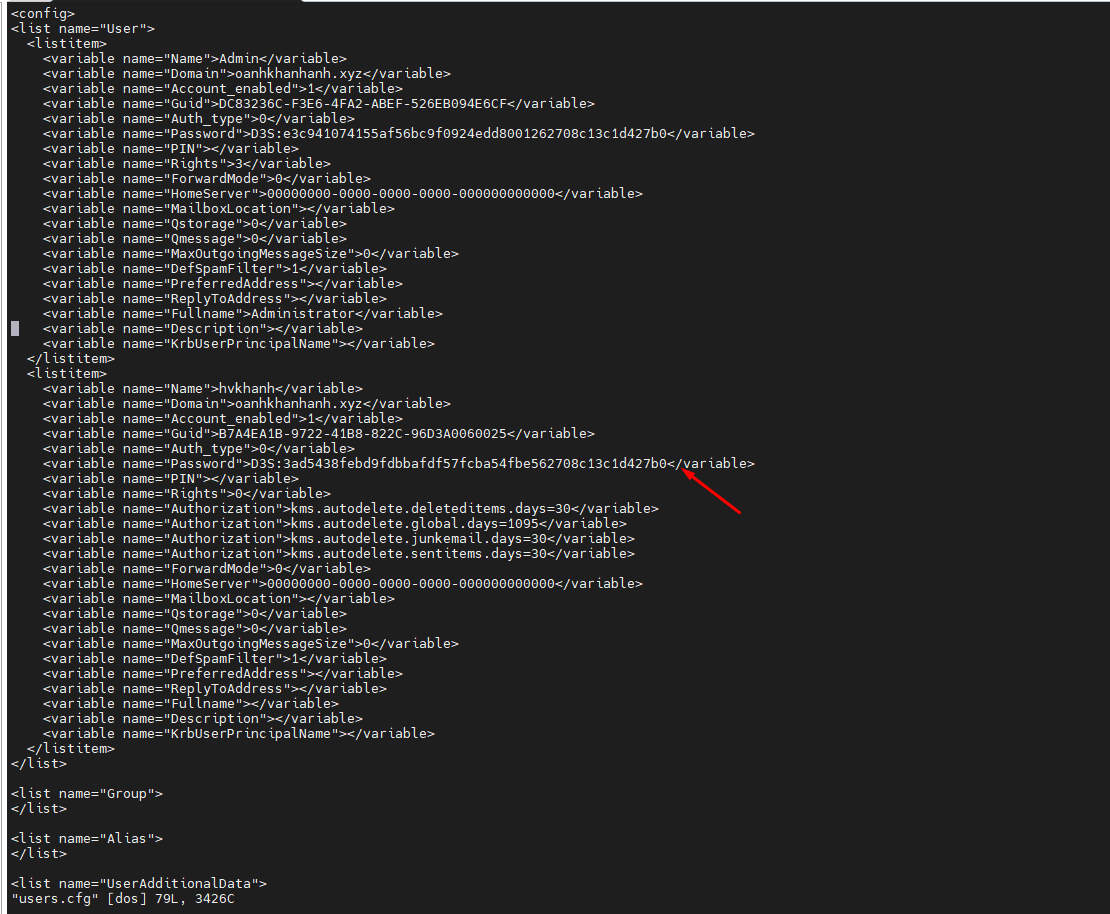 <config>
<list name="User">
  <listitem>
    <variable name="Name">Admin</variable>
    <variable name="Domain">oanhkhanhanh.xyz</variable>
    <variable name="Account_enabled">1</variable>
    <variable name="Guid">DC83236C-F3E6-4FA2-ABEF-526EB094E6CF</variable>
    <variable name="Auth_type">0</variable>
    <variable name="Password">D3S:e3c941074155af56bc9f0924edd8001262708c13c1d427b0</variable>
    <variable name="PIN"></variable>
    <variable name="Rights">3</variable>
    <variable name="ForwardMode">0</variable>
    <variable name="HomeServer">00000000-0000-0000-0000-000000000000</variable>
    <variable name="MailboxLocation"></variable>
    <variable name="Qstorage">0</variable>
    <variable name="Qmessage">0</variable>
    <variable name="MaxOutgoingMessageSize">0</variable>
    <variable name="DefSpamFilter">1</variable>
    <variable name="PreferredAddress"></variable>
    <variable name="ReplyToAddress"></variable>
    <variable name="Fullname">Administrator</variable>
    <variable name="Description"></variable>
    <variable name="KrbUserPrincipalName"></variable>
  </listitem>
  <listitem>
    <variable name="Name">hvkhanh</variable>
    <variable name="Domain">oanhkhanhanh.xyz</variable>
    <variable name="Account_enabled">1</variable>
    <variable name="Guid">B7A4EA1B-9722-41B8-822C-96D3A0060025</variable>
    <variable name="Auth_type">0</variable>
    <variable name="Password">D3S:3ad5438febd9fdbbafdf57fcba54fbe562708c13c1d427b0</variable>
    <variable name="PIN"></variable>
    <variable name="Rights">0</variable>
    <variable name="Authorization">kms.autodelete.deleteditems.days=30</variable>
    <variable name="Authorization">kms.autodelete.global.days=1095</variable>
    <variable name="Authorization">kms.autodelete.junkemail.days=30</variable>
    <variable name="Authorization">kms.autodelete.sentitems.days=30</variable>
    <variable name="ForwardMode">0</variable>
    <variable name="HomeServer">00000000-0000-0000-0000-000000000000</variable>
    <variable name="MailboxLocation"></variable>
    <variable name="Qstorage">0</variable>
    <variable name="Qmessage">0</variable>
    <variable name="MaxOutgoingMessageSize">0</variable>
    <variable name="DefSpamFilter">1</variable>
    <variable name="PreferredAddress"></variable>
    <variable name="ReplyToAddress"></variable>
    <variable name="Fullname"></variable>
    <variable name="Description"></variable>
    <variable name="KrbUserPrincipalName"></variable>
  </listitem>
</list>

<list name="Group">
</list>

<list name="Alias">
</list>

<list name="UserAdditionalData">
"users.cfg" [dos] 79L, 3426C